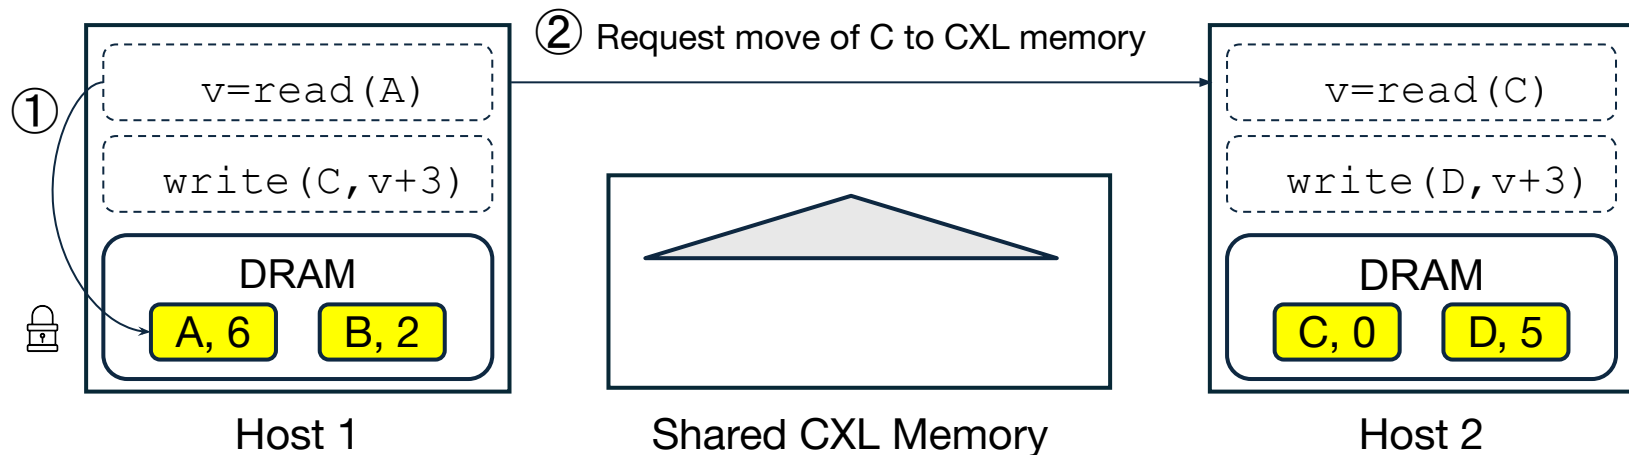 ② Request move of C to CXL memory
①
v=read(A)
write(C,v+3)
DRAM
A, 6
B, 2
Host 1
Shared CXL Memory
v=read(C)
write(D,v+3)
DRAM
C, 0
D, 5
Host 2